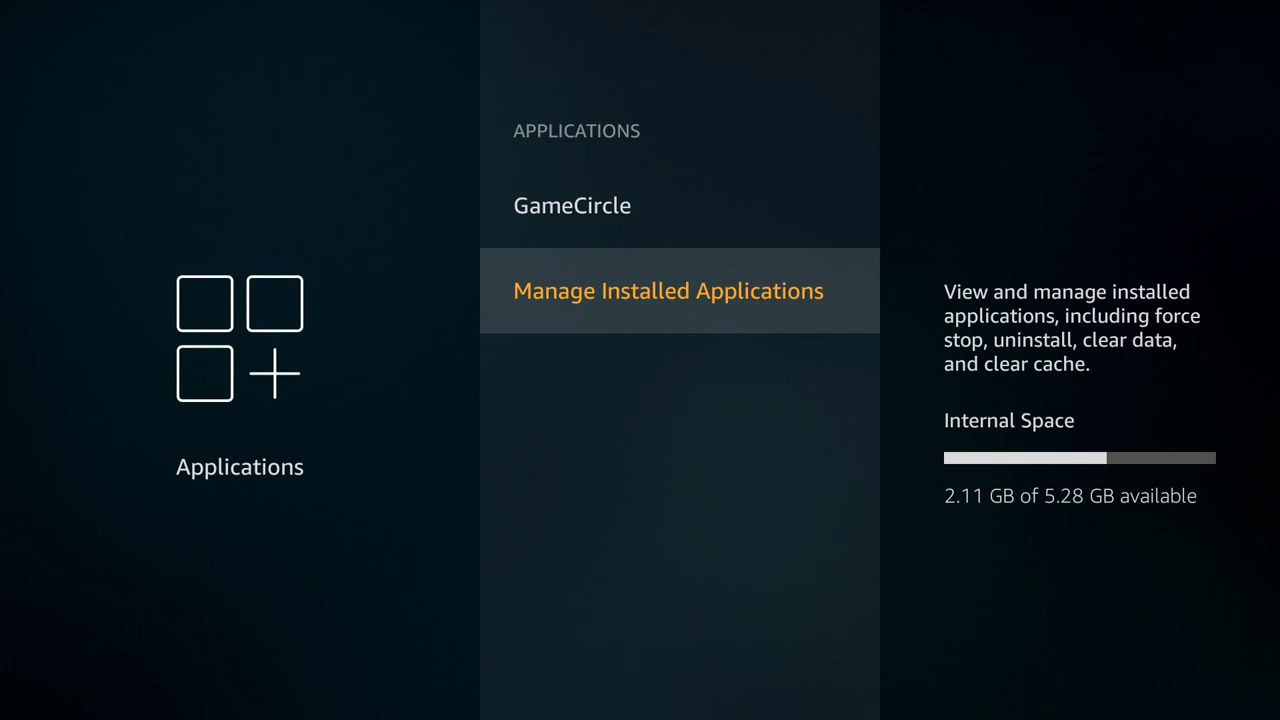 Applications
APPLICATIONS
GameCircle
Manage Installed Applications
View and manage installed
applications, including force
stop, uninstall, clear data,
and clear cache.
Internal Space
2.11 GB of 5.28 GB available